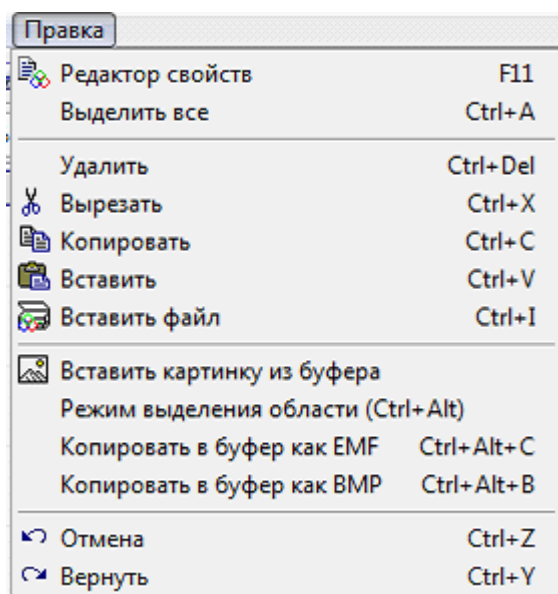 Правка
Редактор свойств F11
Выделить все Ctrl+A
Удалить Ctrl+Del
Вырезать Ctrl+X
Копировать Ctrl+C
Вставить Ctrl+V
Вставить файл Ctrl+I
Вставить картинку из буфера
Режим выделения области (Ctrl+Alt)
Копировать в буфер как EMF Ctrl+Alt+C
Копировать в буфер как BMP Ctrl+Alt+B
Отмена Ctrl+Z
Вернуть Ctrl+Y